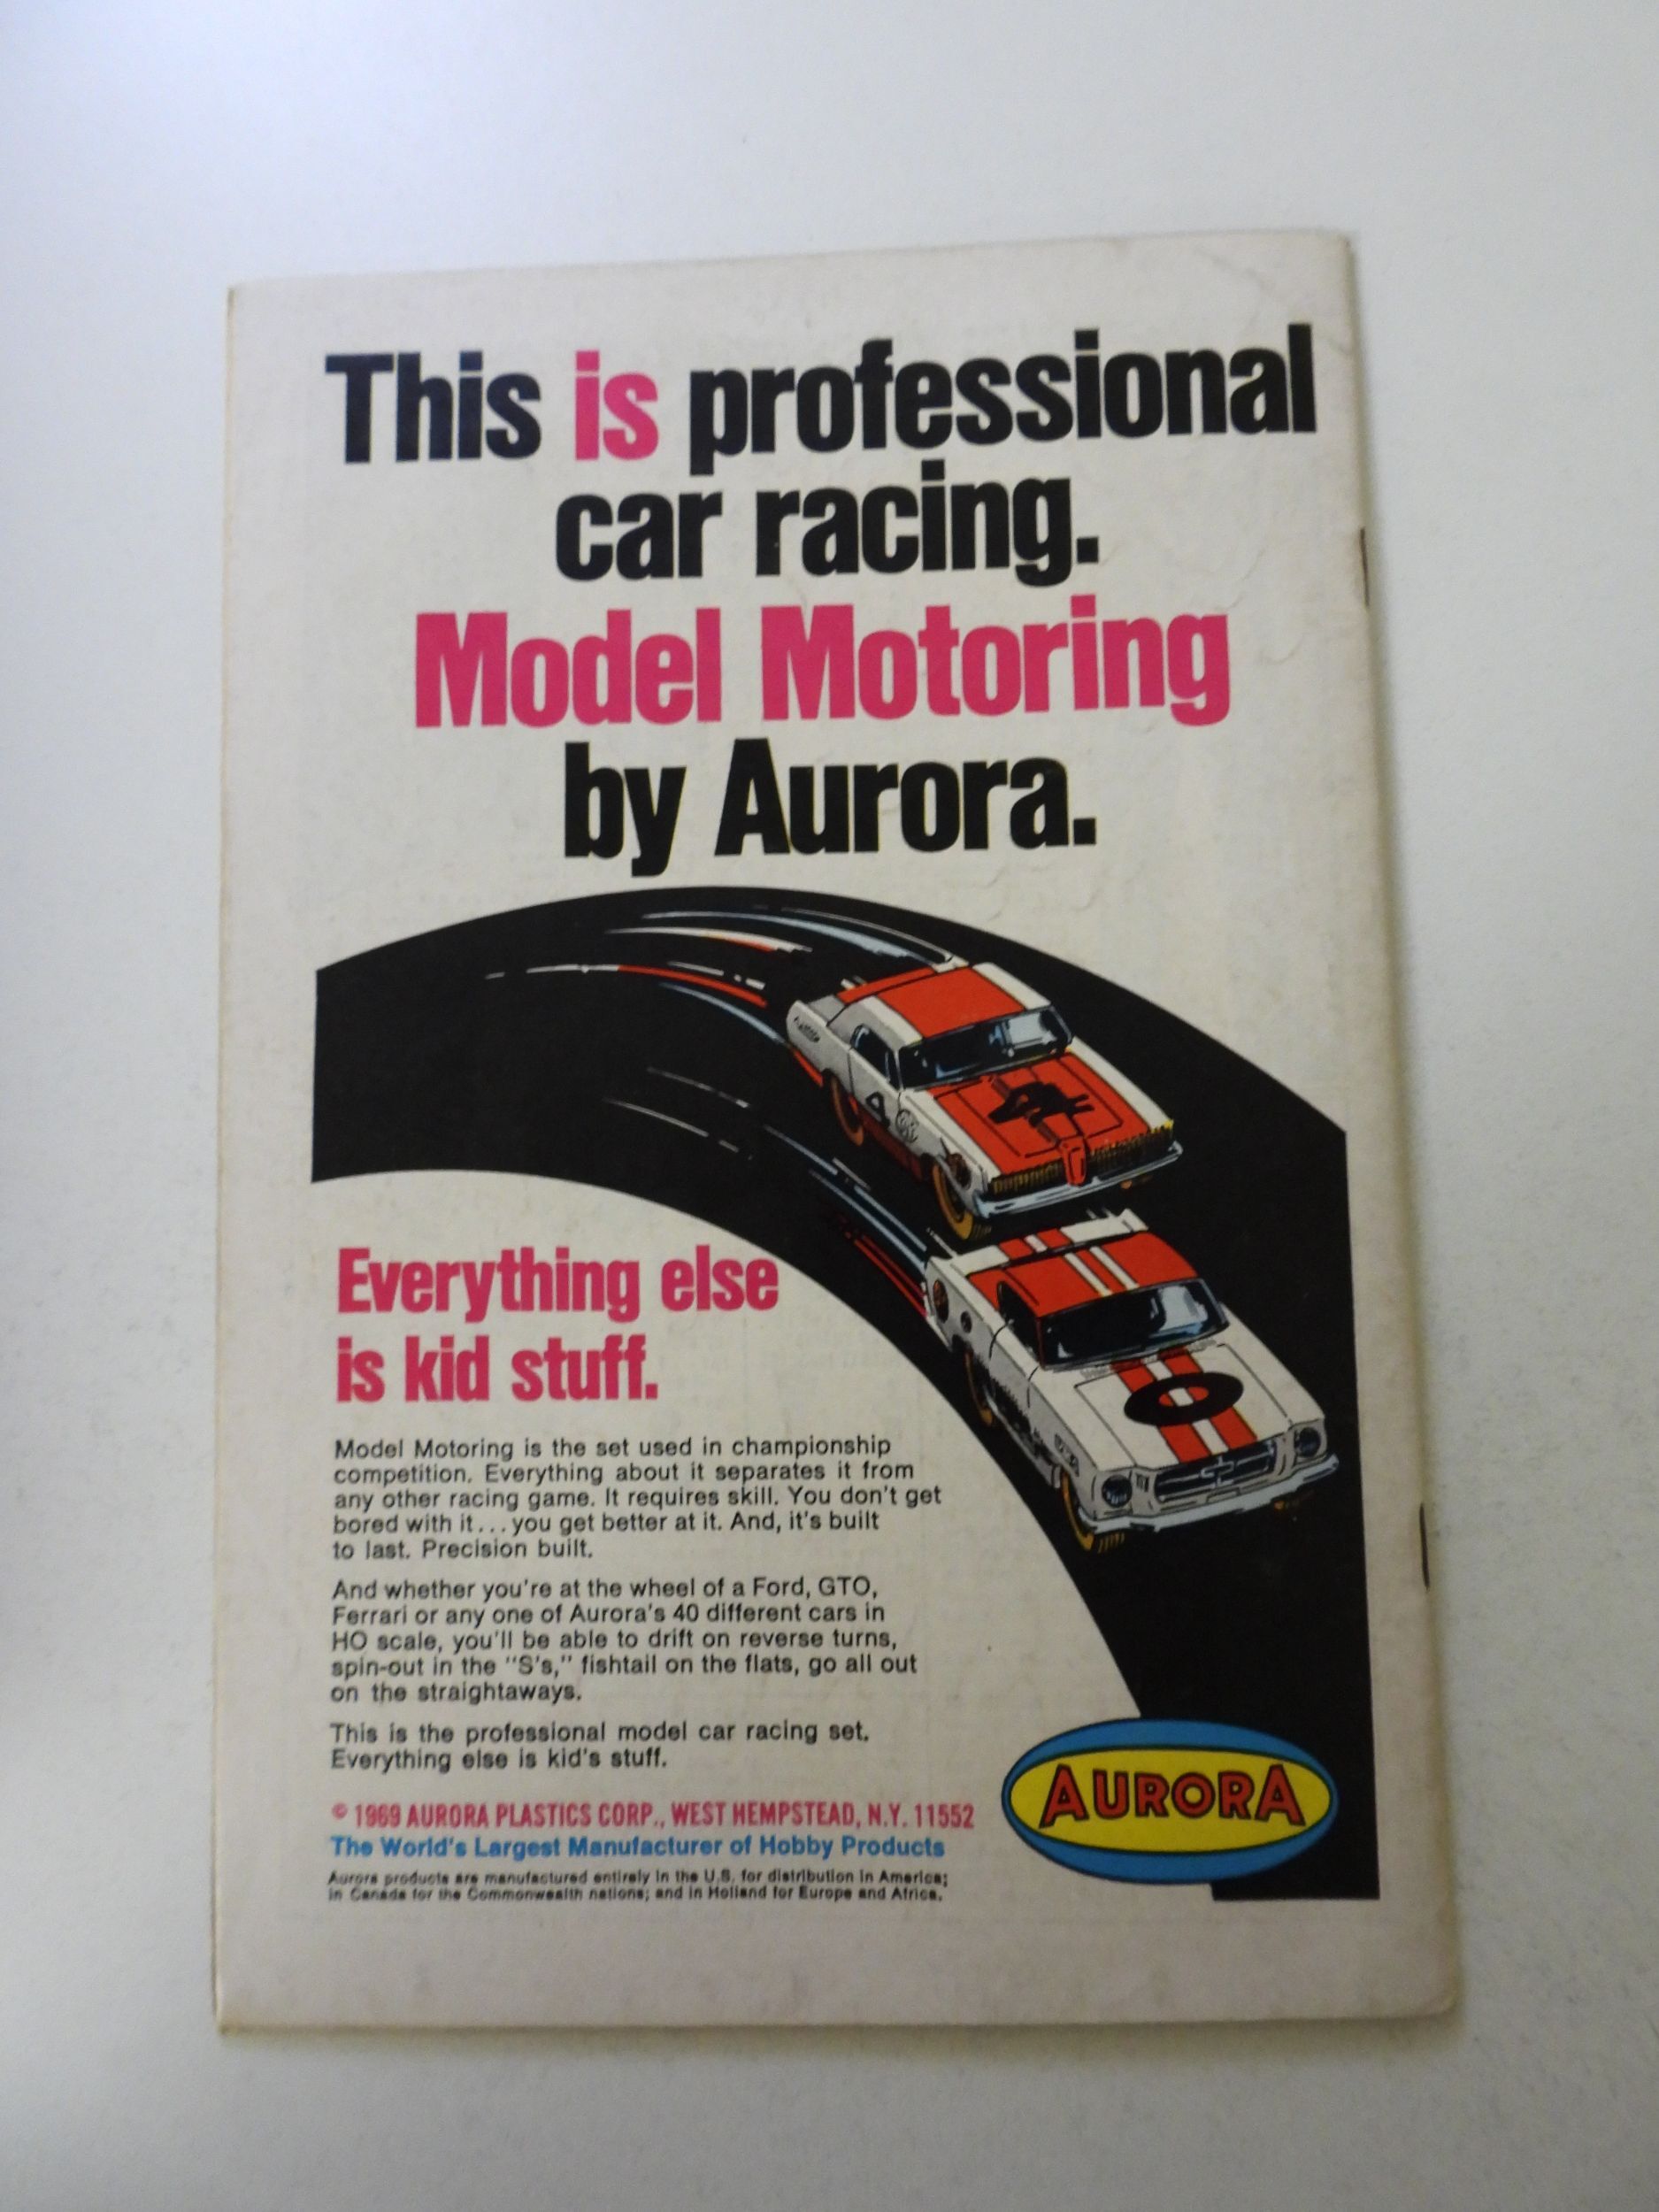 This is professional
car racing.
Model Motoring
by Aurora.
4
Everything else
is kid stuff.
Model Motoring is the set used in championship
competition. Everything about it separates it from
any other racing game. It requires skill. You don't get
bored with it...you get better at it. And, it's built
to last. Precision built.
And whether you're at the wheel of a Ford, GTO,
Ferrari or any one of Aurora's 40 different cars in
HO scale, you'll be able to drift on reverse turns,
spin-out in the "S's," fishtail on the flats, go all out
on the straightaways.
This is the professional model car racing set.
Everything else is kid's stuff.
© 1969 AURORA PLASTICS CORP., WEST HEMPSTEAD, N.Y. 11552
The World's Largest Manufacturer of Hobby Products
Aurora products are manufactured entirely in the U.S. for distribution in America;
in Canada for the Commonwealth nations; and in Holland for Europe and Africa.
AURORA